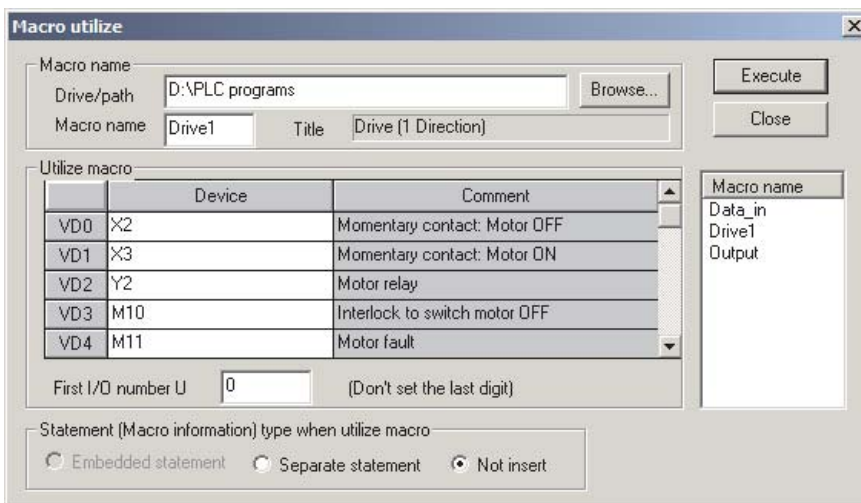 Macro utilize
Macro name
Drive/path D:\PLC programs Browse...
Macro name Drive1 Title Drive (1 Direction)
Execute
Close
Utilize macro
Device Comment
VD0 X2 Momentary contact: Motor OFF
VD1 X3 Momentary contact: Motor ON
VD2 Y2 Motor relay
VD3 M10 Interlock to switch motor OFF
VD4 M11 Motor fault
First I/O number U 0 (Don't set the last digit)
Macro name
Data_in
Drive1
Output
Statement (Macro information) type when utilize macro
Embedded statement Separate statement Not insert